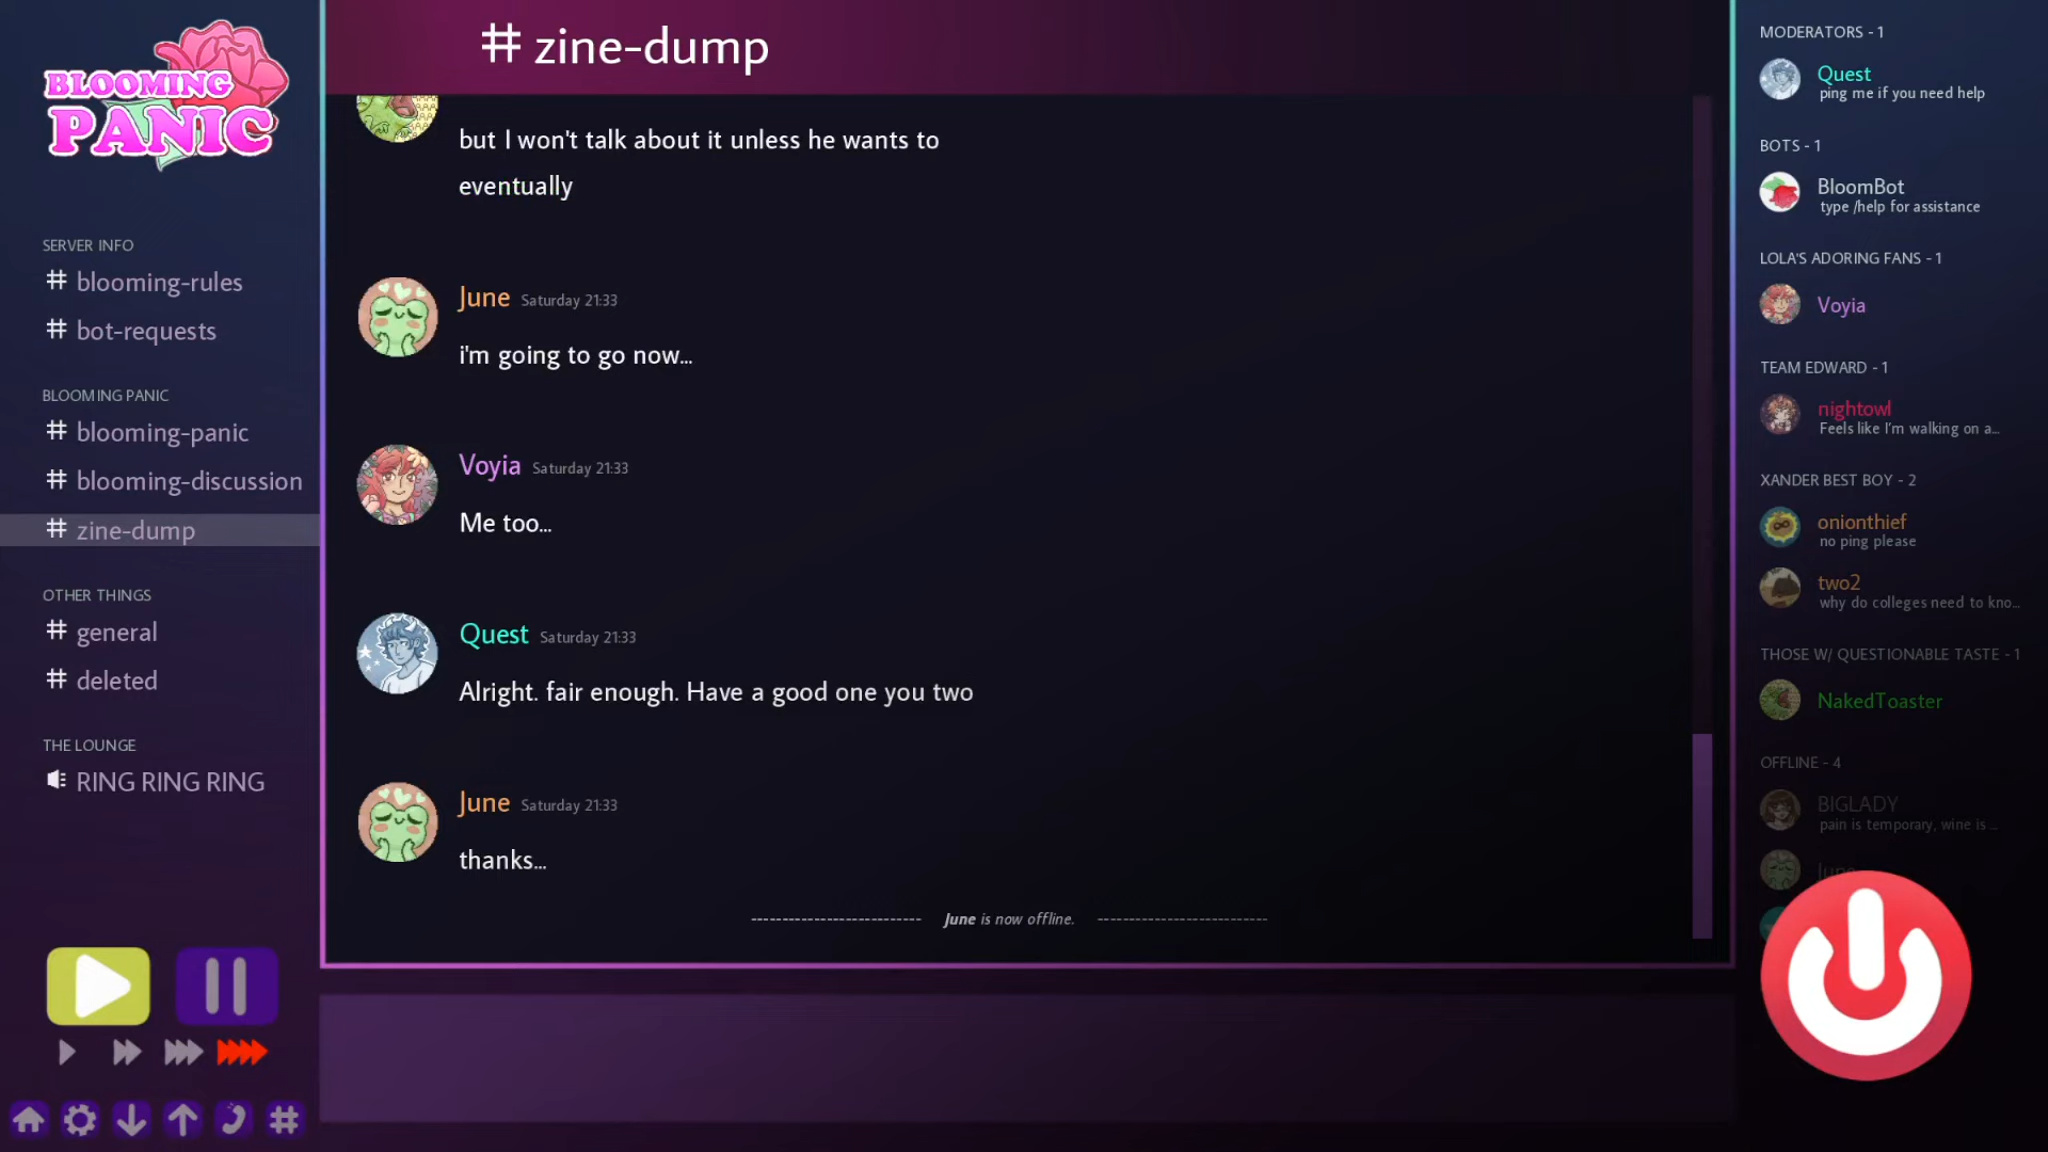 BLOOMING
PANIC
SERVER INFO
# blooming-rules
# bot-requests
BLOOMING PANIC
# blooming-panic
# blooming-discussion
# zine-dump
OTHER THINGS
# general
# deleted
THE LOUNGE
RING RING RING
# zine-dump
but I won't talk about it unless he wants to
eventually
June Saturday 21:33
i'm going to go now...
Voyia Saturday 21:33
Me too...
Quest Saturday 21:33
Alright. fair enough. Have a good one you two
June Saturday 21:33
thanks...
June is now offline.
MODERATORS - 1
Quest
ping me if you need help
BOTS - 1
BloomBot
type /help for assistance
LOLA'S ADORING FANS - 1
Voyia
TEAM EDWARD - 1
nightowl
Feels like I'm walking on a...
XANDER BEST BOY - 2
onionthief
no ping please
two2
why do colleges need to kno...
THOSE W/ QUESTIONABLE TASTE - 1
NakedToaster
OFFLINE - 4
BIGLADY
pain is temporary, wine is ...
June